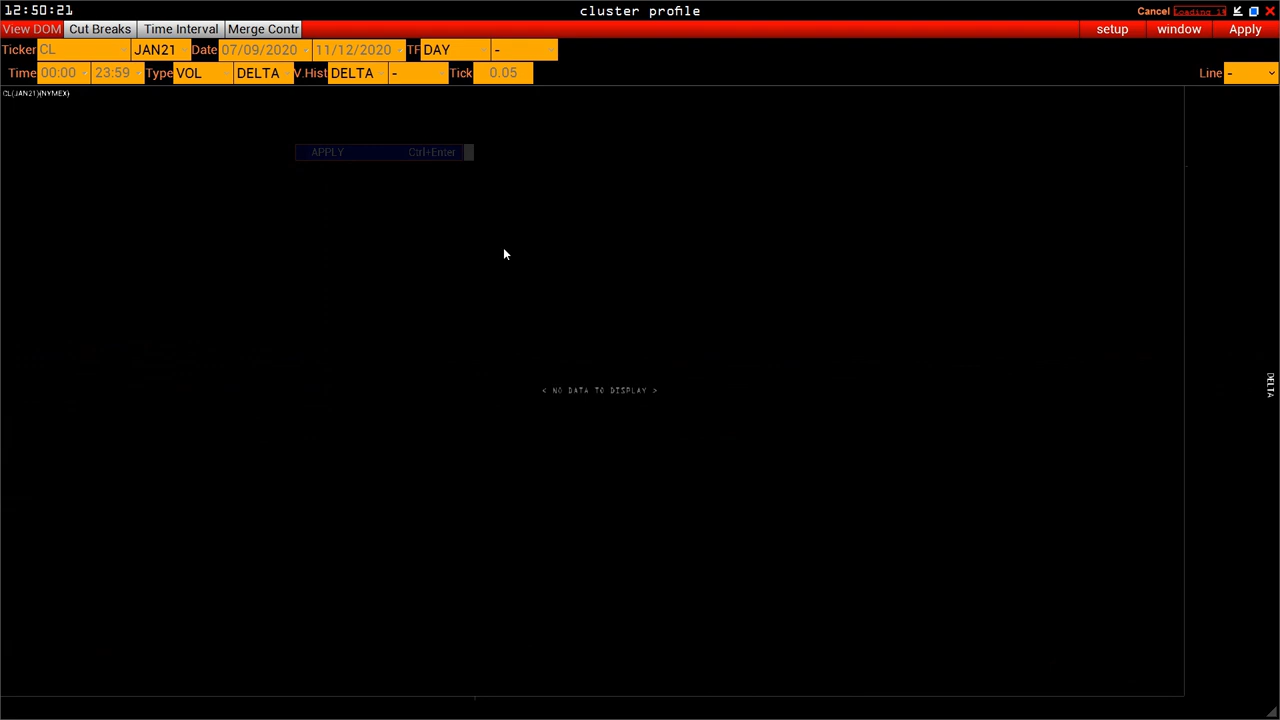 12:50:21 cluster profile Cancel Loading
View DOM Cut Breaks Time Interval Merge Contr setup window Apply
Ticker CL JAN21 Date 07/09/2020 11/12/2020 TF DAY -
Time 00:00 23:59 Type VOL DELTA V.Hist DELTA - Tick 0.05 Line -
CL(JAN21)(NYMEX)
APPLY Ctrl+Enter
< NO DATA TO DISPLAY >
DELTA